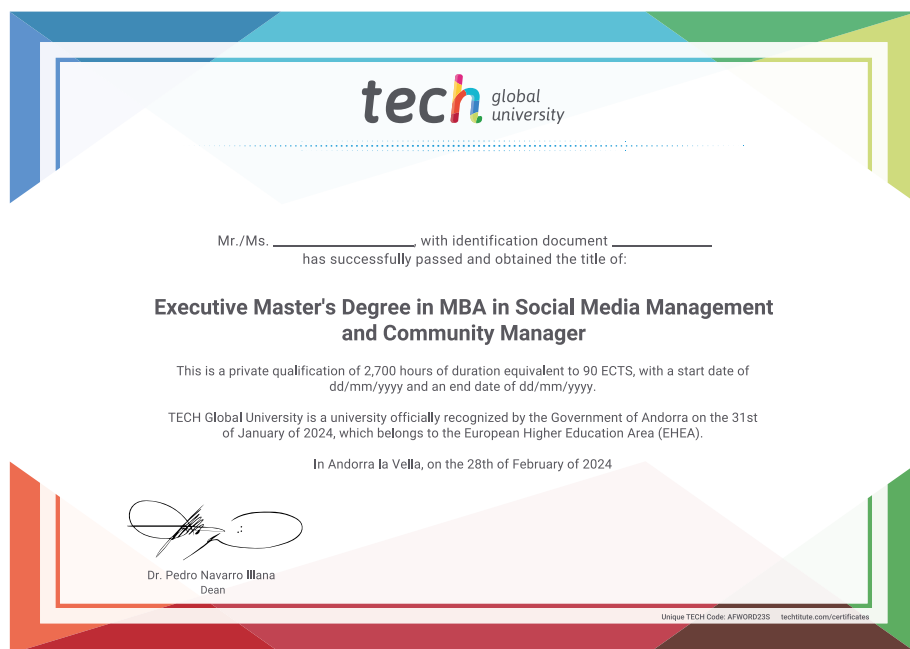 tech global
university
Mr./Ms. ____________, with identification document ____________
has successfully passed and obtained the title of:
Executive Master's Degree in MBA in Social Media Management
and Community Manager
This is a private qualification of 2,700 hours of duration equivalent to 90 ECTS, with a start date of
dd/mm/yyyy and an end date of dd/mm/yyyy.
TECH Global University is a university officially recognized by the Government of Andorra on the 31st
of January of 2024, which belongs to the European Higher Education Area (EHEA).
In Andorra la Vella, on the 28th of February of 2024
Dr. Pedro Navarro Illana
Dean
Unique TECH Code: AFWORD23S techtitute.com/certificates